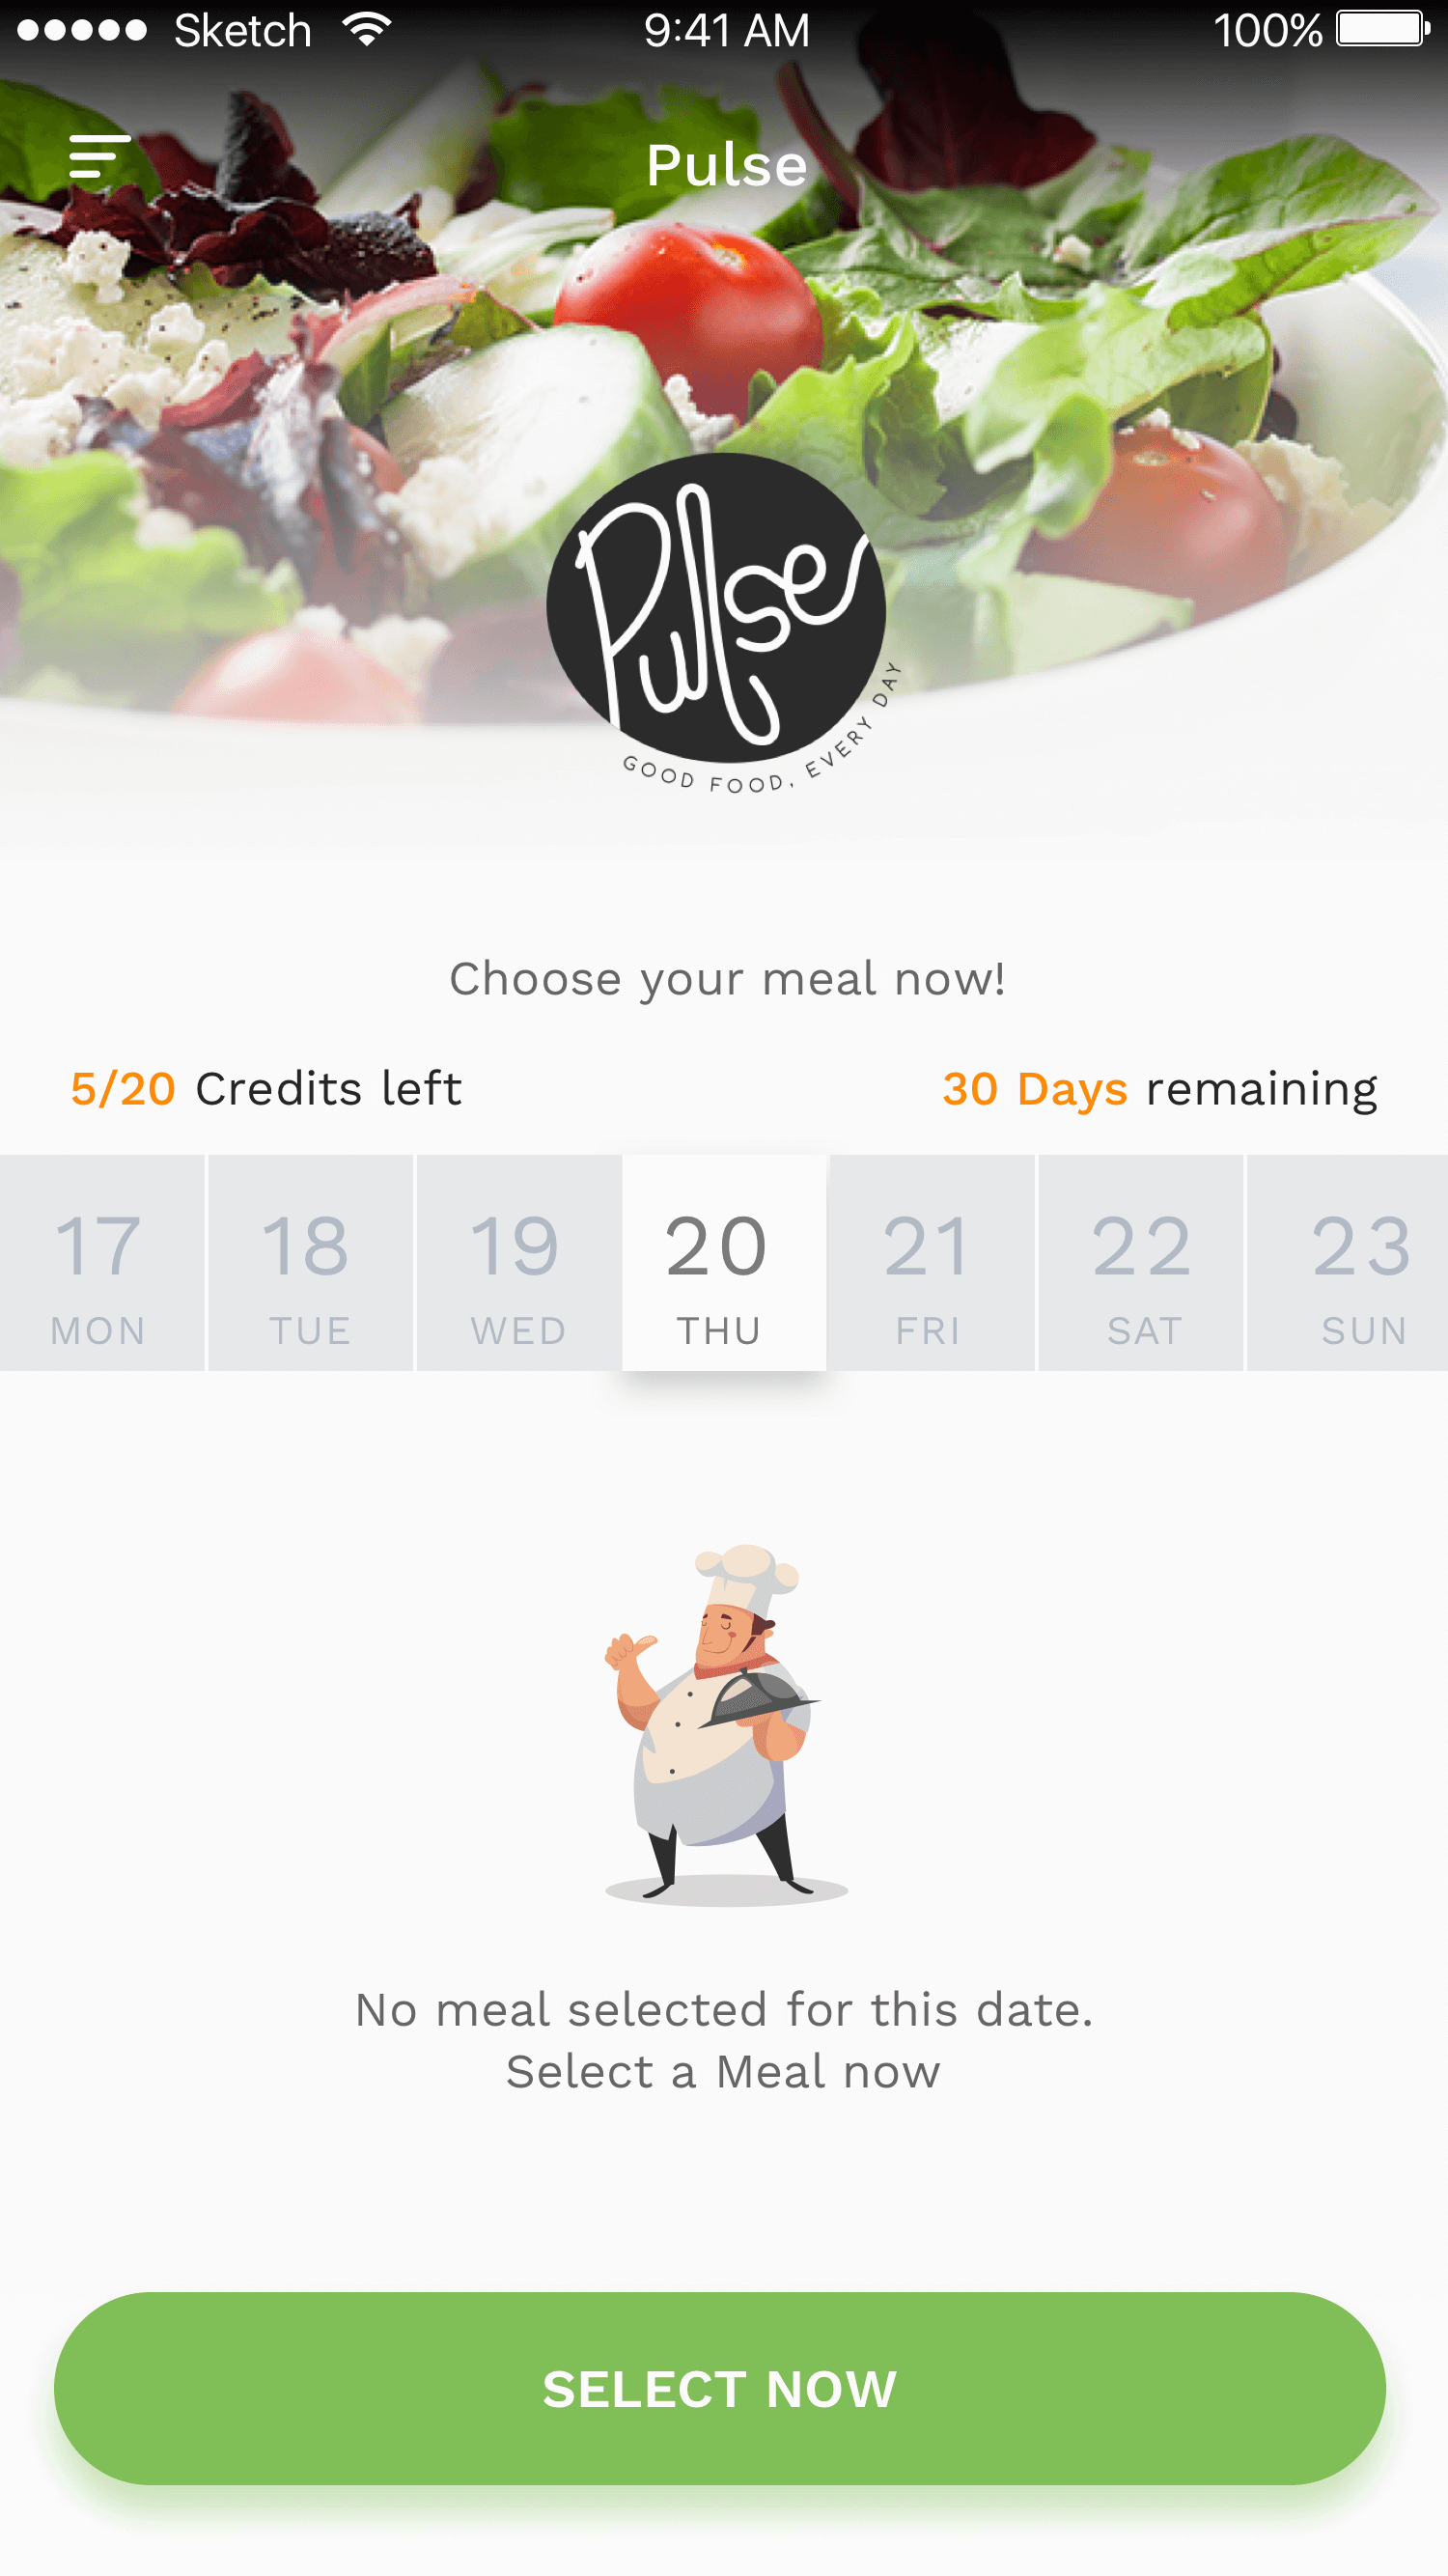 Sketch 9:41 AM 100%
Pulse
Pulse
GOOD FOOD, EVERY DAY
Choose your meal now!
5/20 Credits left 30 Days remaining
17 18 19 20 21 22 23
MON TUE WED THU FRI SAT SUN
No meal selected for this date.
Select a Meal now
SELECT NOW